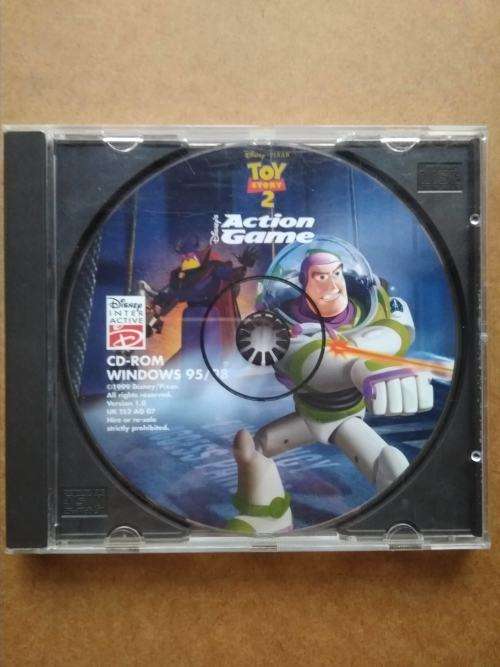 Disney · PIXAR
TOY
STORY
2
Disney's Action
Game
DISNEY
INTER
ACTIVE
CD-ROM
WINDOWS 95/98
©1999 Disney/Pixar
All rights reserved.
Version 1.0
UK TS2 AG 07
Hire or re-sale
strictly prohibited.